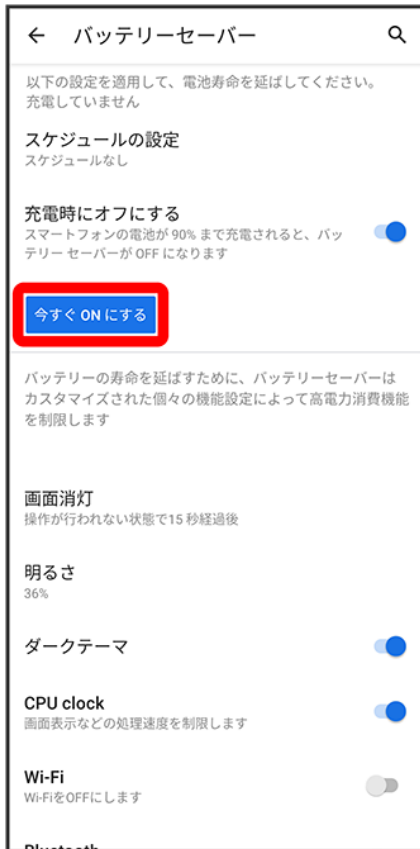 バッテリーセーバー
以下の設定を適用して、電池寿命を延ばしてください。
充電していません
スケジュールの設定
スケジュールなし
充電時にオフにする
スマートフォンの電池が 90% まで充電されると、バッ
テリー セーバーが OFF になります
今すぐ ON にする
バッテリーの寿命を延ばすために、バッテリーセーバーは
カスタマイズされた個々の機能設定によって高電力消費機能
を制限します
画面消灯
操作が行われない状態で15 秒経過後
明るさ
36%
ダークテーマ
CPU clock
画面表示などの処理速度を制限します
Wi-Fi
Wi-FiをOFFにします
Bluetooth